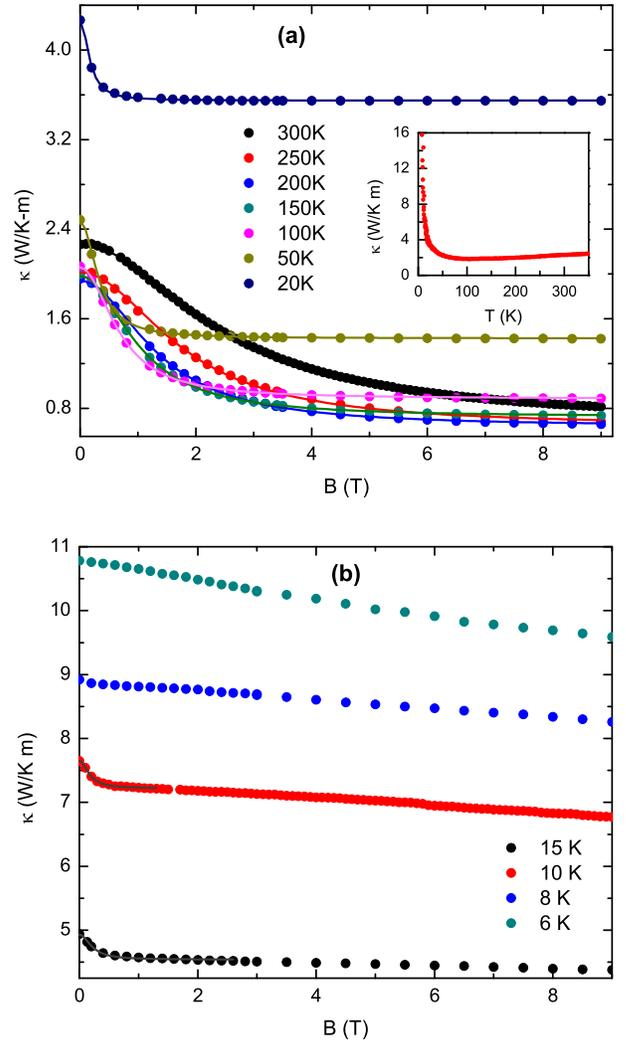 (a)
4.0
3.2
2.4
1.6
0.8
κ (W/K-m)
300K
250K
200K
150K
100K
50K
20K
16
12
8
4
0
κ (W/K m)
0 100 200 300
T (K)
0 2 4 6 8
B (T)
(b)
11
10
9
8
7
6
5
κ (W/K m)
15 K
10 K
8 K
6 K
0 2 4 6 8
B (T)